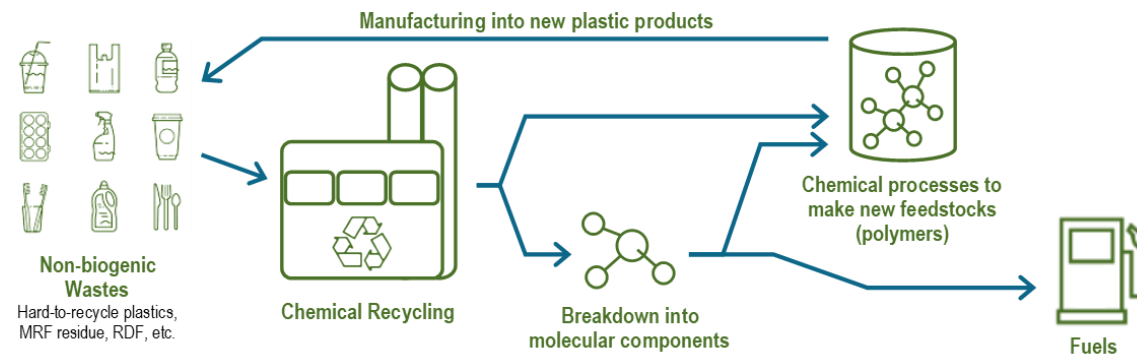 Manufacturing into new plastic products
Non-biogenic
Wastes
Hard-to-recycle plastics,
MRF residue, RDF, etc.
Chemical Recycling
Breakdown into
molecular components
Chemical processes to
make new feedstocks
(polymers)
Fuels